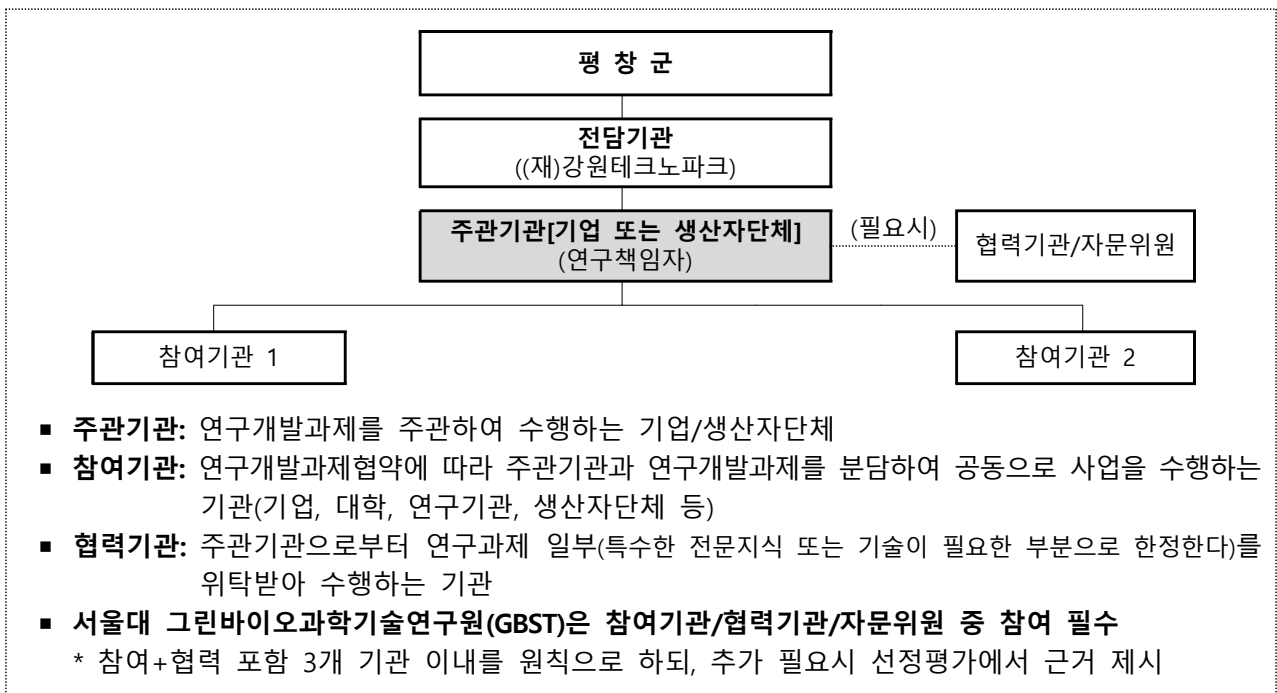 평 창 군
전담기관
((재)강원테크노파크)
주관기관[기업 또는 생산자단체]
(연구책임자)
(필요시)
협력기관/자문위원
참여기관 1
참여기관 2
▪ 주관기관: 연구개발과제를 주관하여 수행하는 기업/생산자단체
▪ 참여기관: 연구개발과제협약에 따라 주관기관과 연구개발과제를 분담하여 공동으로 사업을 수행하는
기관(기업, 대학, 연구기관, 생산자단체 등)
▪ 협력기관: 주관기관으로부터 연구과제 일부(특수한 전문지식 또는 기술이 필요한 부분으로 한정한다)를
위탁받아 수행하는 기관
▪ 서울대 그린바이오과학기술연구원(GBST)은 참여기관/협력기관/자문위원 중 참여 필수
* 참여+협력 포함 3개 기관 이내를 원칙으로 하되, 추가 필요시 선정평가에서 근거 제시